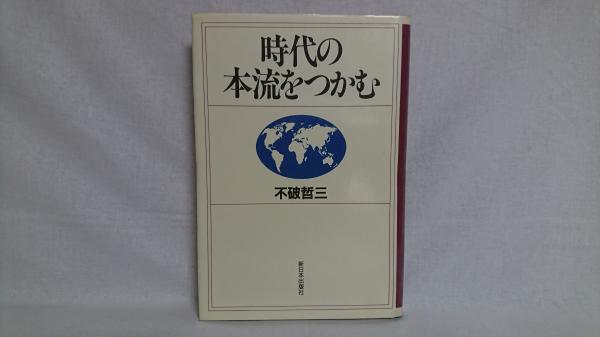 時代の
本流をつかむ
不破哲三
新日本出版社